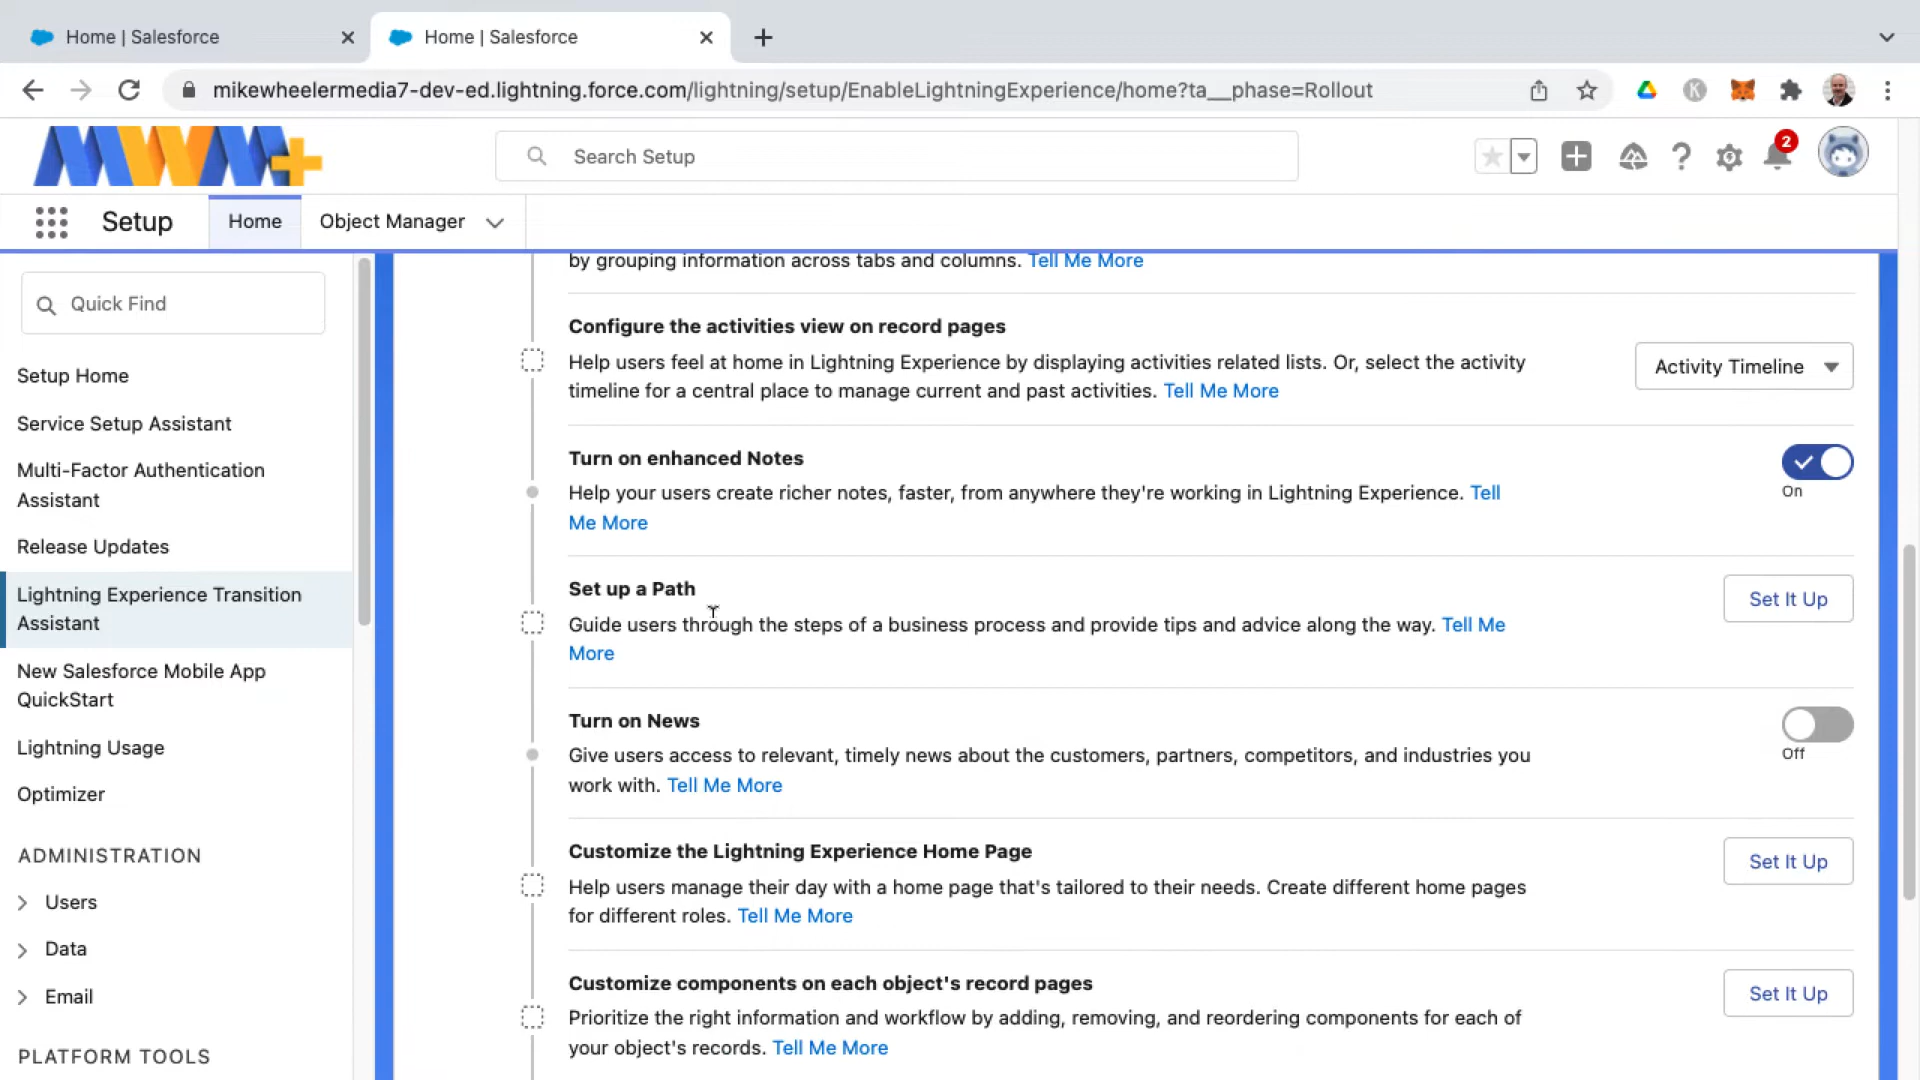 Home | Salesforce
Home | Salesforce
mikewheelermedia7-dev-ed.lightning.force.com/lightning/setup/EnableLightningExperience/home?ta__phase=Rollout
K
MWM+
Search Setup
2
Setup
Home
Object Manager
Quick Find
Setup Home
Service Setup Assistant
Multi-Factor Authentication
Assistant
Release Updates
Lightning Experience Transition
Assistant
New Salesforce Mobile App
QuickStart
Lightning Usage
Optimizer
ADMINISTRATION
Users
Data
Email
PLATFORM TOOLS
by grouping information across tabs and columns. Tell Me More
Configure the activities view on record pages
Help users feel at home in Lightning Experience by displaying activities related lists. Or, select the activity
timeline for a central place to manage current and past activities. Tell Me More
Activity Timeline
Turn on enhanced Notes
Help your users create richer notes, faster, from anywhere they're working in Lightning Experience. Tell
Me More
On
Set up a Path
Guide users through the steps of a business process and provide tips and advice along the way. Tell Me
More
Set It Up
Turn on News
Give users access to relevant, timely news about the customers, partners, competitors, and industries you
work with. Tell Me More
Off
Customize the Lightning Experience Home Page
Help users manage their day with a home page that's tailored to their needs. Create different home pages
for different roles. Tell Me More
Set It Up
Customize components on each object's record pages
Prioritize the right information and workflow by adding, removing, and reordering components for each of
your object's records. Tell Me More
Set It Up